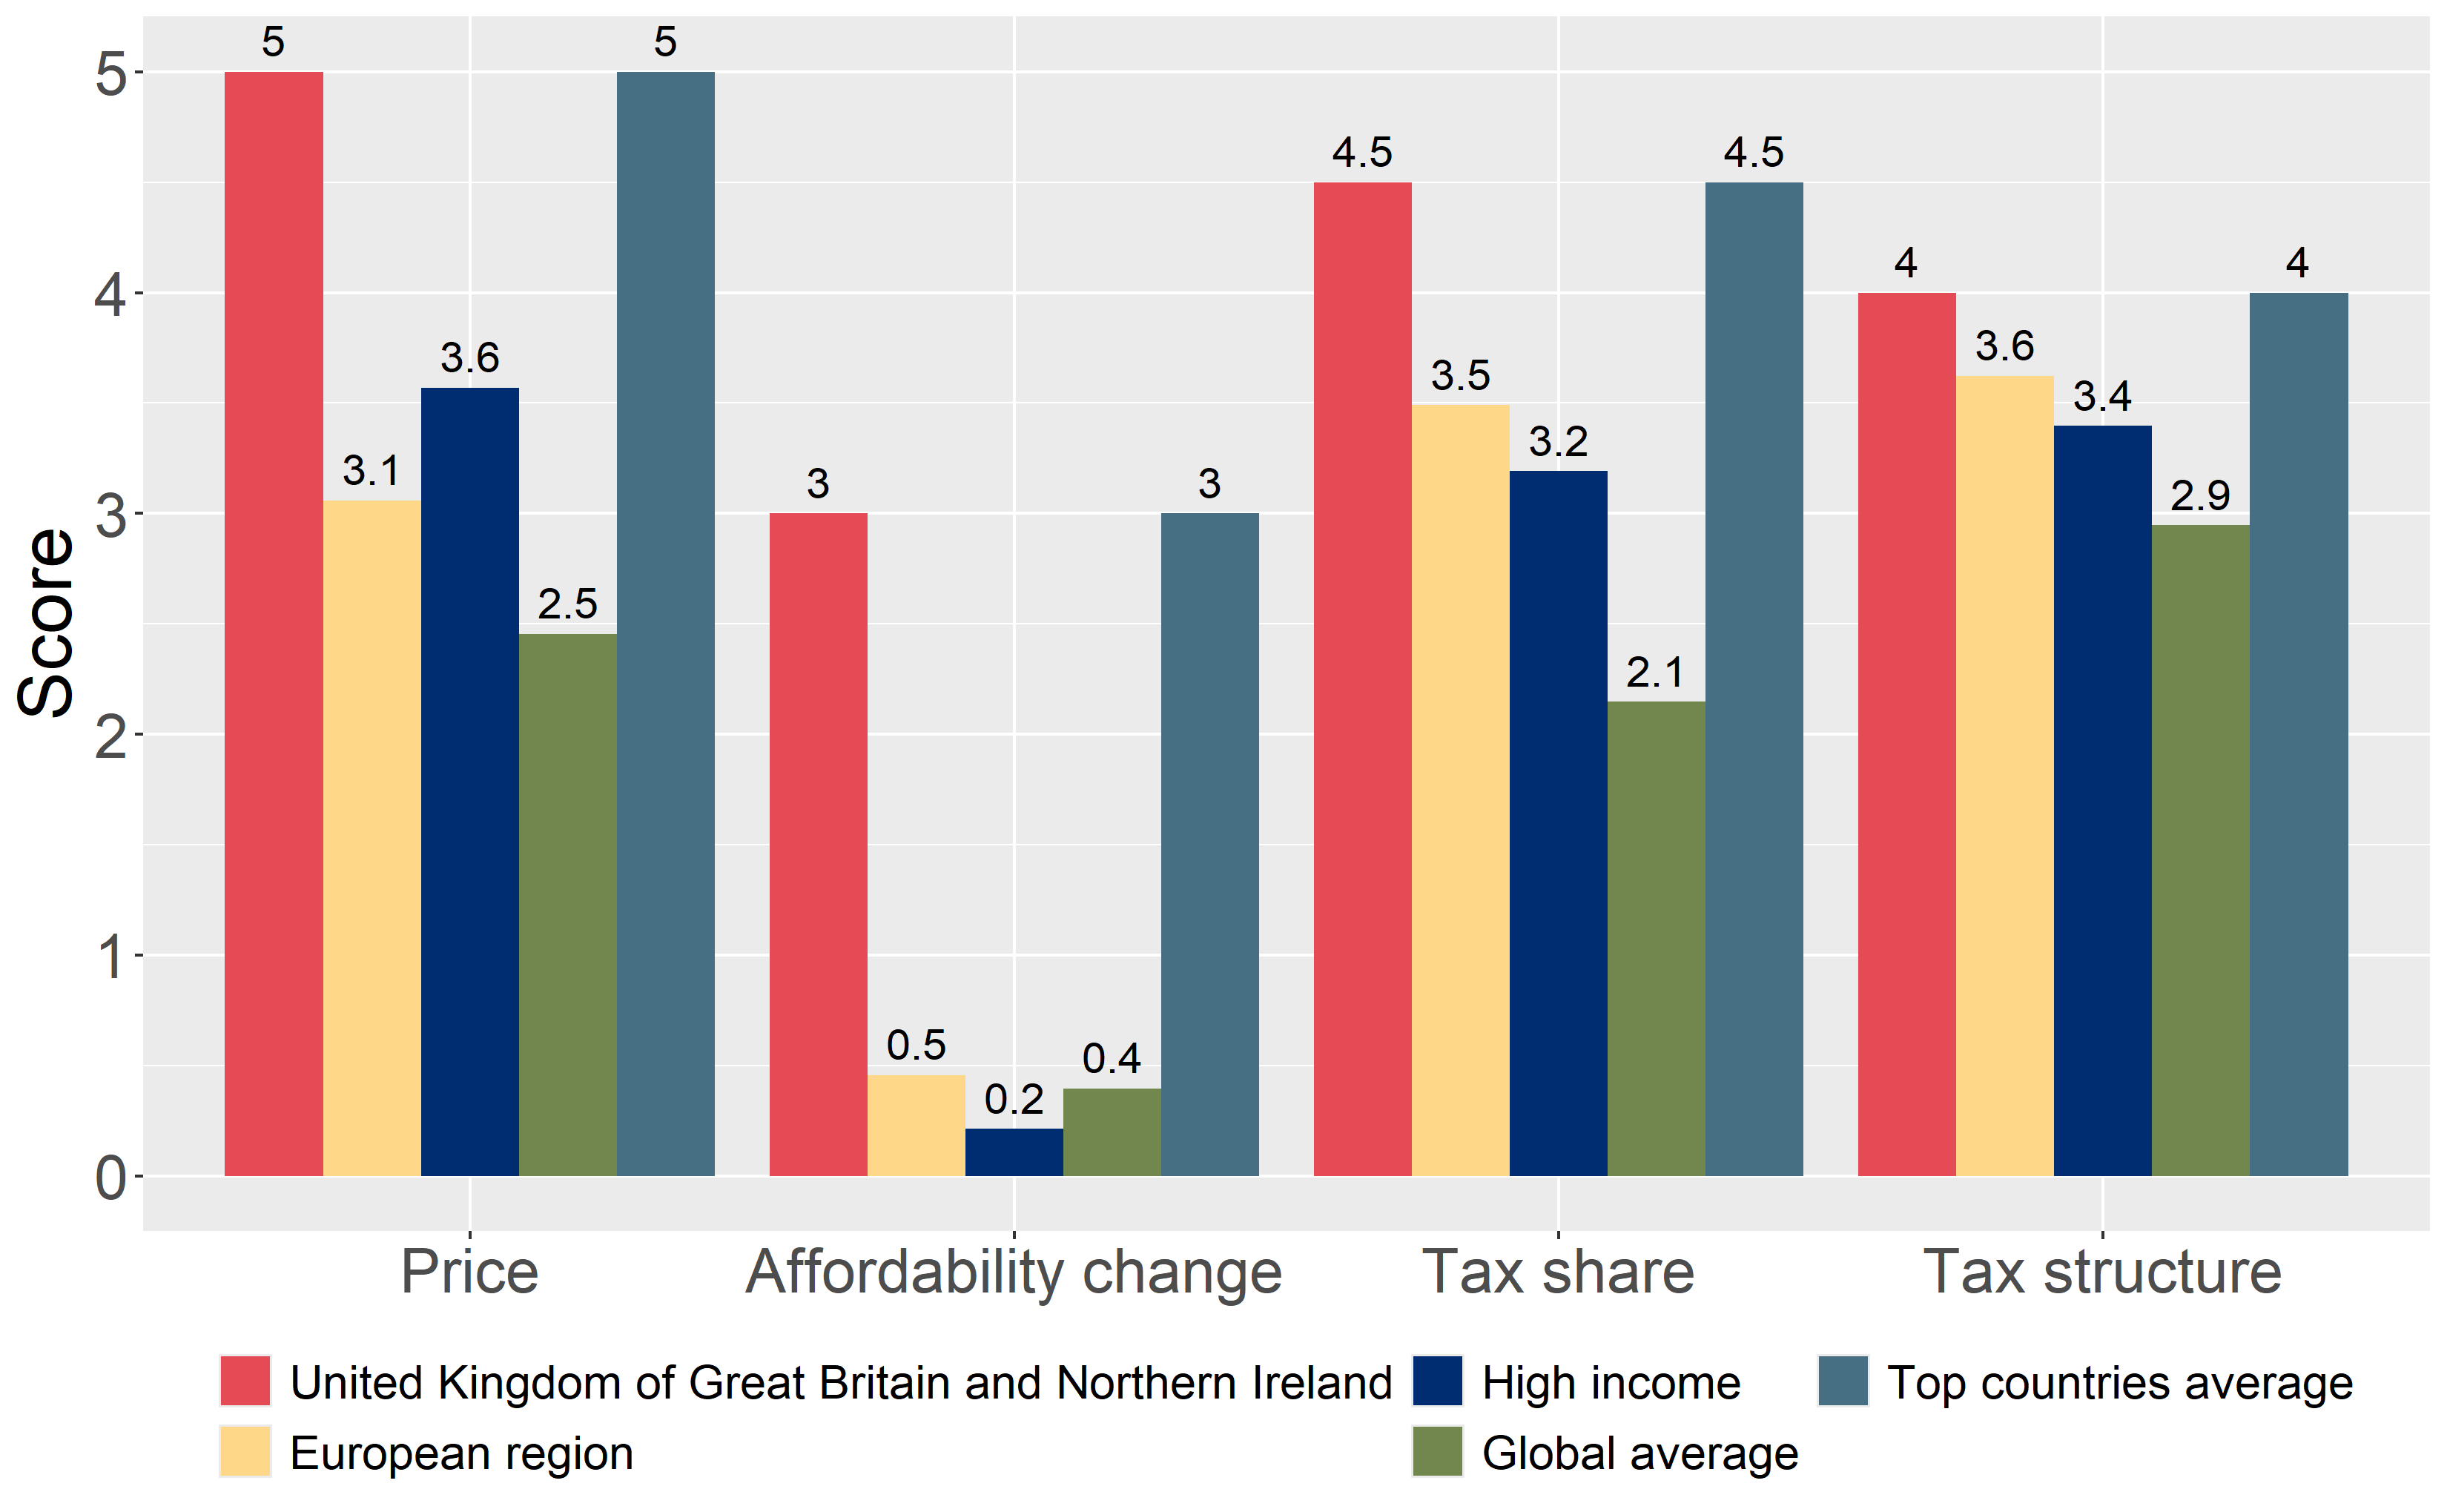 5
5
4.5
4.5
4
4
3.6
3.6
3.5
3.4
3.2
3.1
3
3
2.9
2.5
2.1
0.5
0.4
0.2
Score
5
4
3
2
1
0
Price
Affordability change
Tax share
Tax structure
United Kingdom of Great Britain and Northern Ireland
High income
Top countries average
European region
Global average